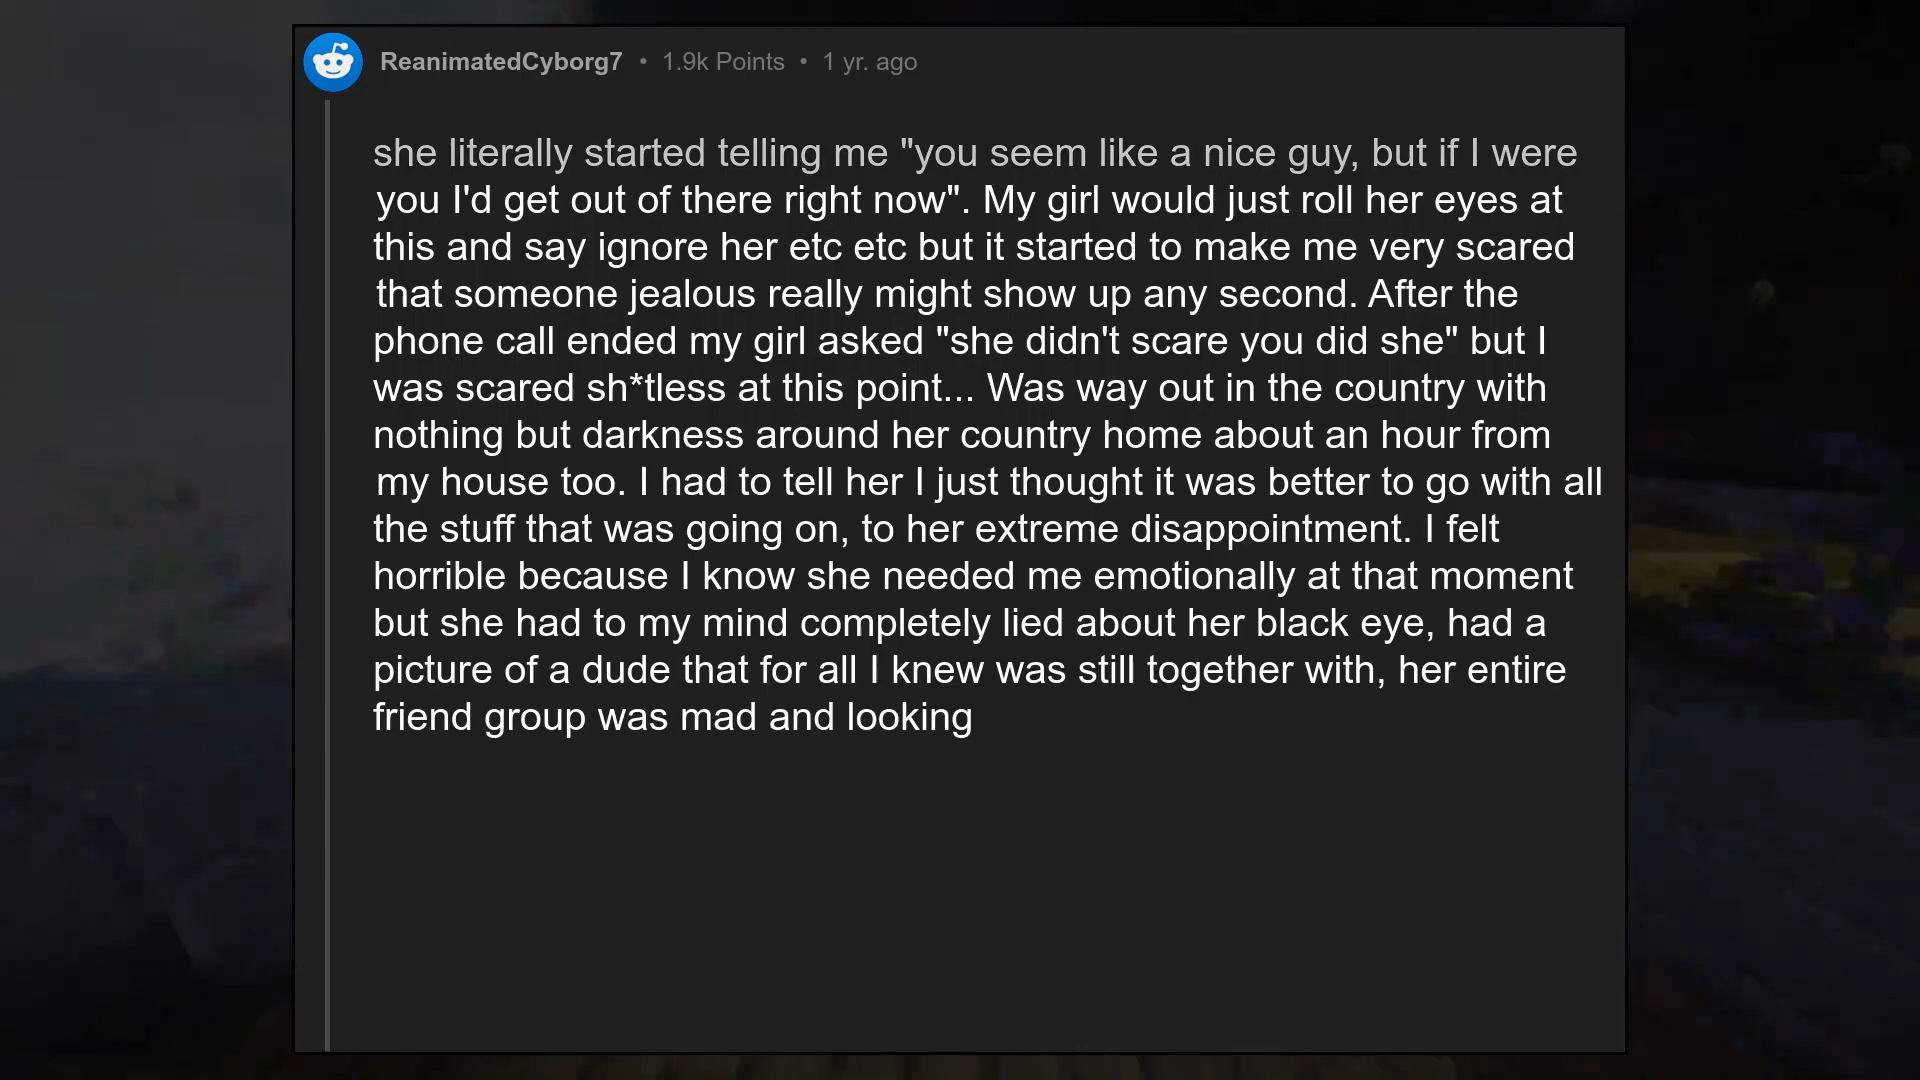 ReanimatedCyborg7 • 1.9k Points • 1 yr. ago
she literally started telling me "you seem like a nice guy, but if I were
you I'd get out of there right now". My girl would just roll her eyes at
this and say ignore her etc etc but it started to make me very scared
that someone jealous really might show up any second. After the
phone call ended my girl asked "she didn't scare you did she" but I
was scared sh*tless at this point... Was way out in the country with
nothing but darkness around her country home about an hour from
my house too. I had to tell her I just thought it was better to go with all
the stuff that was going on, to her extreme disappointment. I felt
horrible because I know she needed me emotionally at that moment
but she had to my mind completely lied about her black eye, had a
picture of a dude that for all I knew was still together with, her entire
friend group was mad and looking